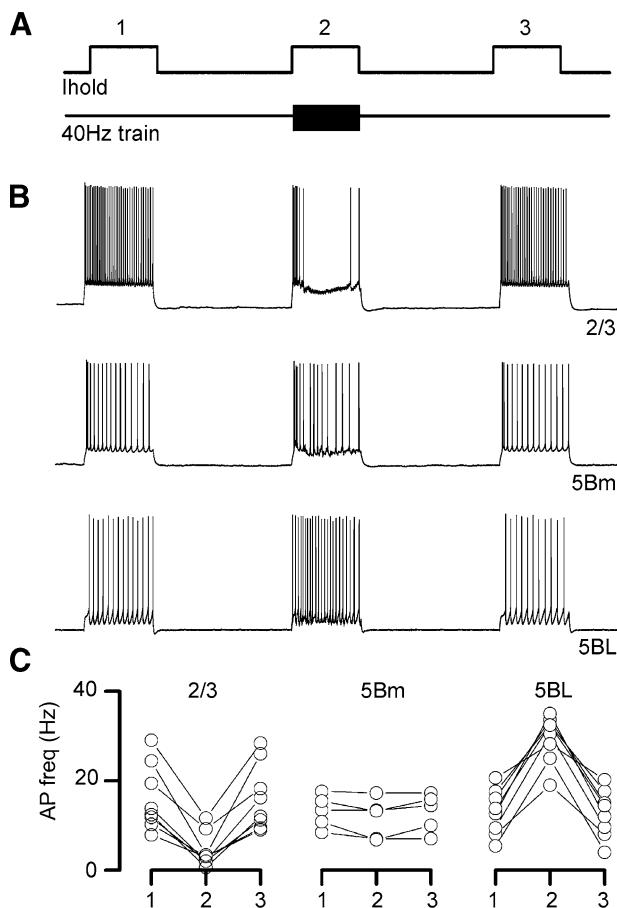 A
1 2 3
Ihold
40Hz train
B
2/3
5Bm
5BL
C
2/3 5Bm 5BL
AP freq (Hz)
40
20
0
1 2 3 1 2 3 1 2 3